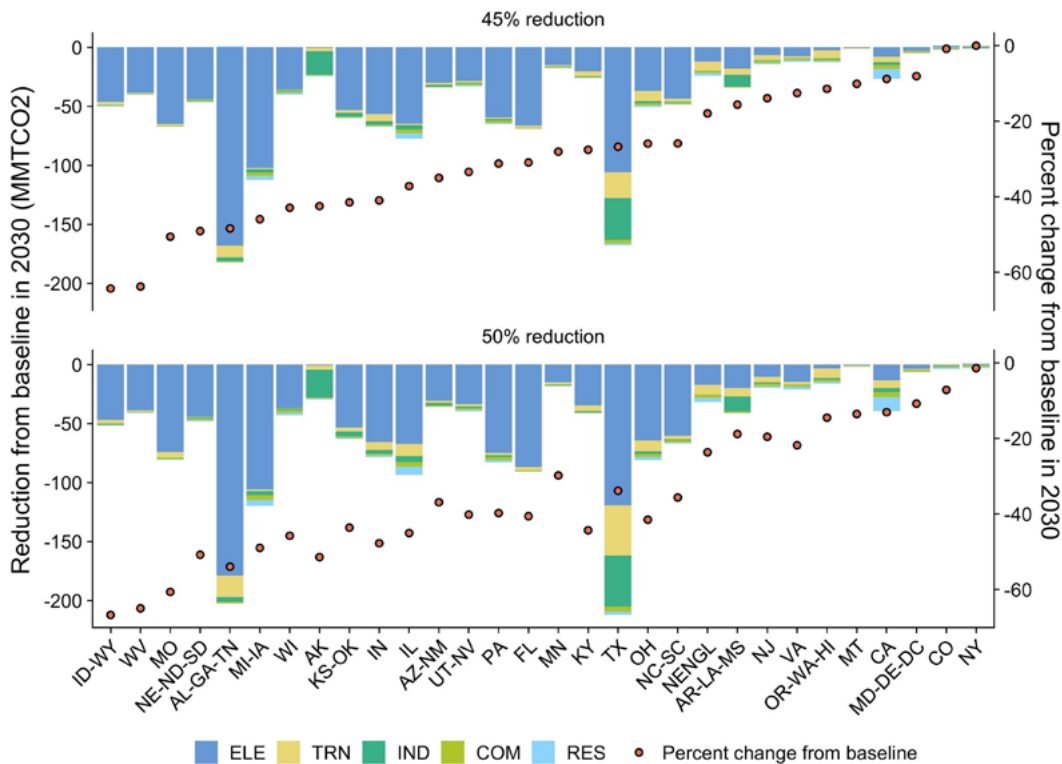 45% reduction
0
-50
-100
-150
-200
0
-20
-40
-60
50% reduction
0
-50
-100
-150
-200
0
-20
-40
-60
Reduction from baseline in 2030 (MMTCO2)
Percent change from baseline in 2030
ID-WY
WV
MO
NE-ND-SD
AL-GA-TN
MI-IA
WI
AK
KS-OK
IN
IL
AZ-NM
UT-NV
PA
FL
MN
KY
TX
OH
NC-SC
NENGL
AR-LA-MS
NJ
VA
OR-WA-HI
MT
CA
MD-DE-DC
CO
NY
ELE TRN IND COM RES Percent change from baseline